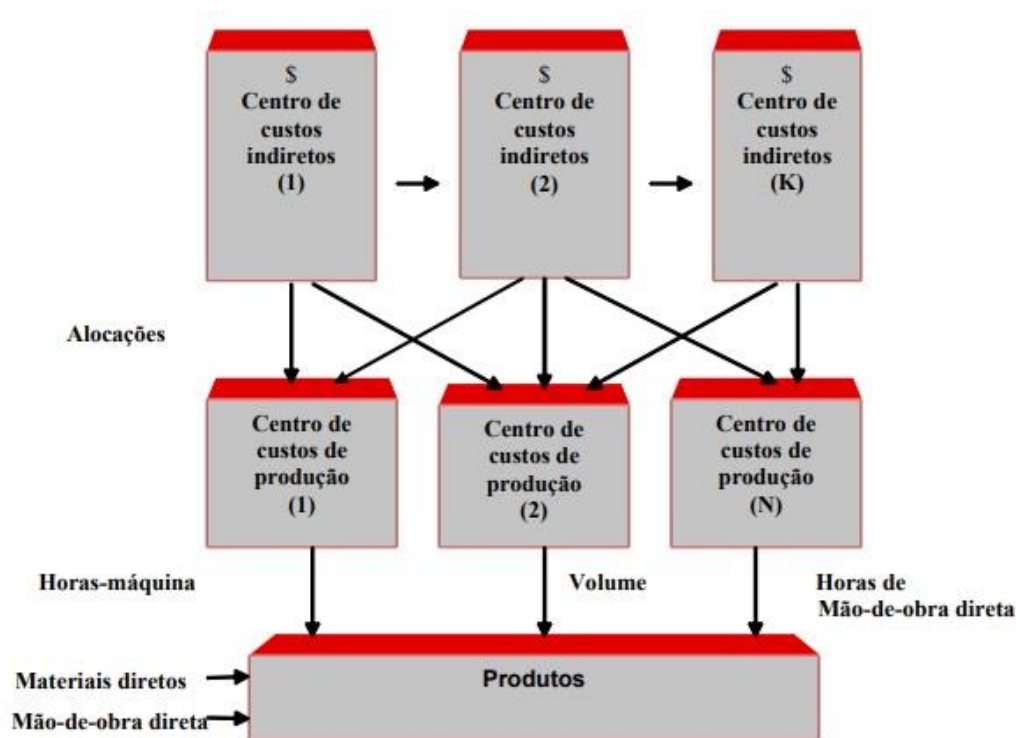 $
Centro de
custos
indiretos
(1)
$
Centro de
custos
indiretos
(2)
$
Centro de
custos
indiretos
(K)
Alocações
Centro de
custos de
produção
(1)
Centro de
custos de
produção
(2)
Centro de
custos de
produção
(N)
Horas-máquina
Volume
Horas de
Mão-de-obra direta
Materiais diretos
Mão-de-obra direta
Produtos